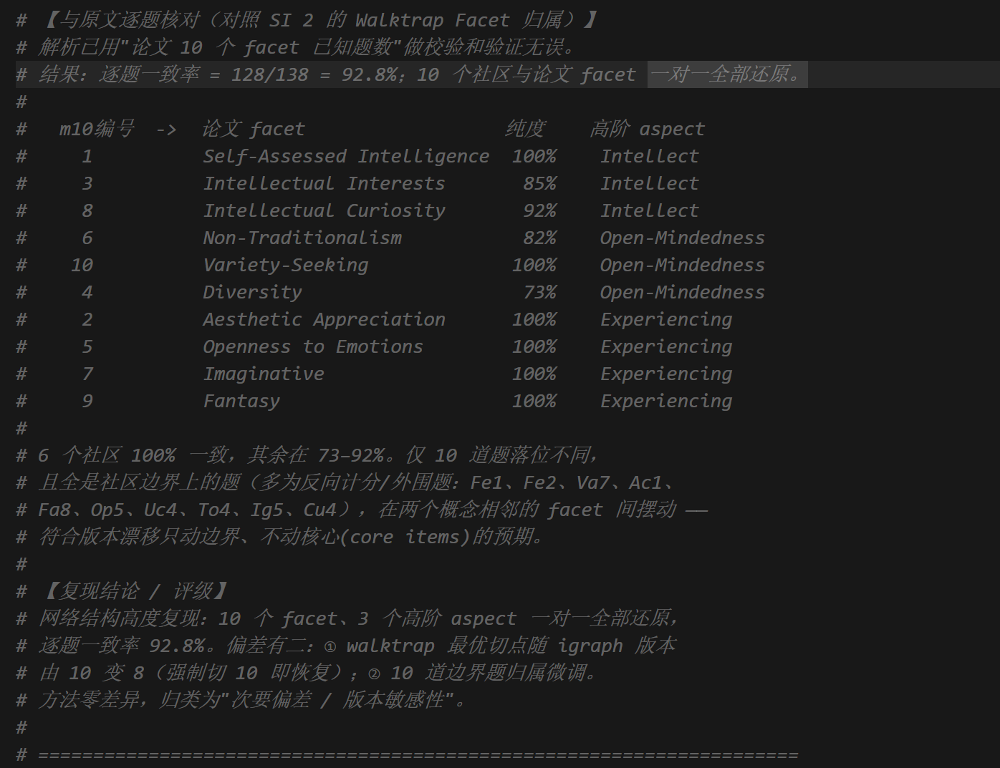 # 【与原文逐题核对（对照 SI 2 的 Walktrap Facet 归属）】
# 解析已用"论文 10 个 facet 已知题数"做校验和验证无误。
# 结果：逐题一致率 = 128/138 = 92.8%；10 个社区与论文 facet 一对一全部还原。
#
#   m10编号  ->  论文 facet                  纯度    高阶 aspect
#     1          Self-Assessed Intelligence  100%    Intellect
#     3          Intellectual Interests       85%    Intellect
#     8          Intellectual Curiosity       92%    Intellect
#     6          Non-Traditionalism           82%    Open-Mindedness
#    10          Variety-Seeking             100%    Open-Mindedness
#     4          Diversity                    73%    Open-Mindedness
#     2          Aesthetic Appreciation      100%    Experiencing
#     5          Openness to Emotions        100%    Experiencing
#     7          Imaginative                 100%    Experiencing
#     9          Fantasy                     100%    Experiencing
#
# 6 个社区 100% 一致，其余在 73–92%。仅 10 道题落位不同，
# 且全是社区边界上的题（多为反向计分/外围题：Fe1、Fe2、Va7、Ac1、
# Fa8、Op5、Uc4、To4、Ig5、Cu4），在两个概念相邻的 facet 间摆动 ——
# 符合版本漂移只动边界、不动核心(core items)的预期。
#
# 【复现结论 / 评级】
# 网络结构高度复现：10 个 facet、3 个高阶 aspect 一对一全部还原，
# 逐题一致率 92.8%。偏差有二：① walktrap 最优切点随 igraph 版本
# 由 10 变 8（强制切 10 即恢复）；② 10 道边界题归属微调。
# 方法零差异，归类为"次要偏差 / 版本敏感性"。
#
# =====================================================================